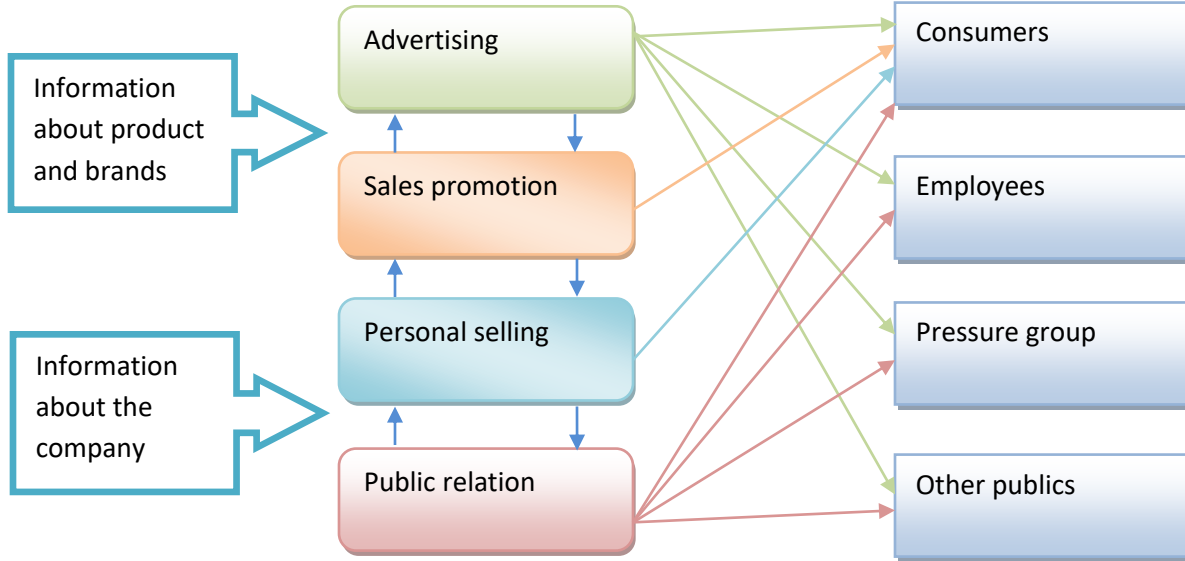 Information
about product
and brands
Information
about the
company
Advertising
Sales promotion
Personal selling
Public relation
Consumers
Employees
Pressure group
Other publics